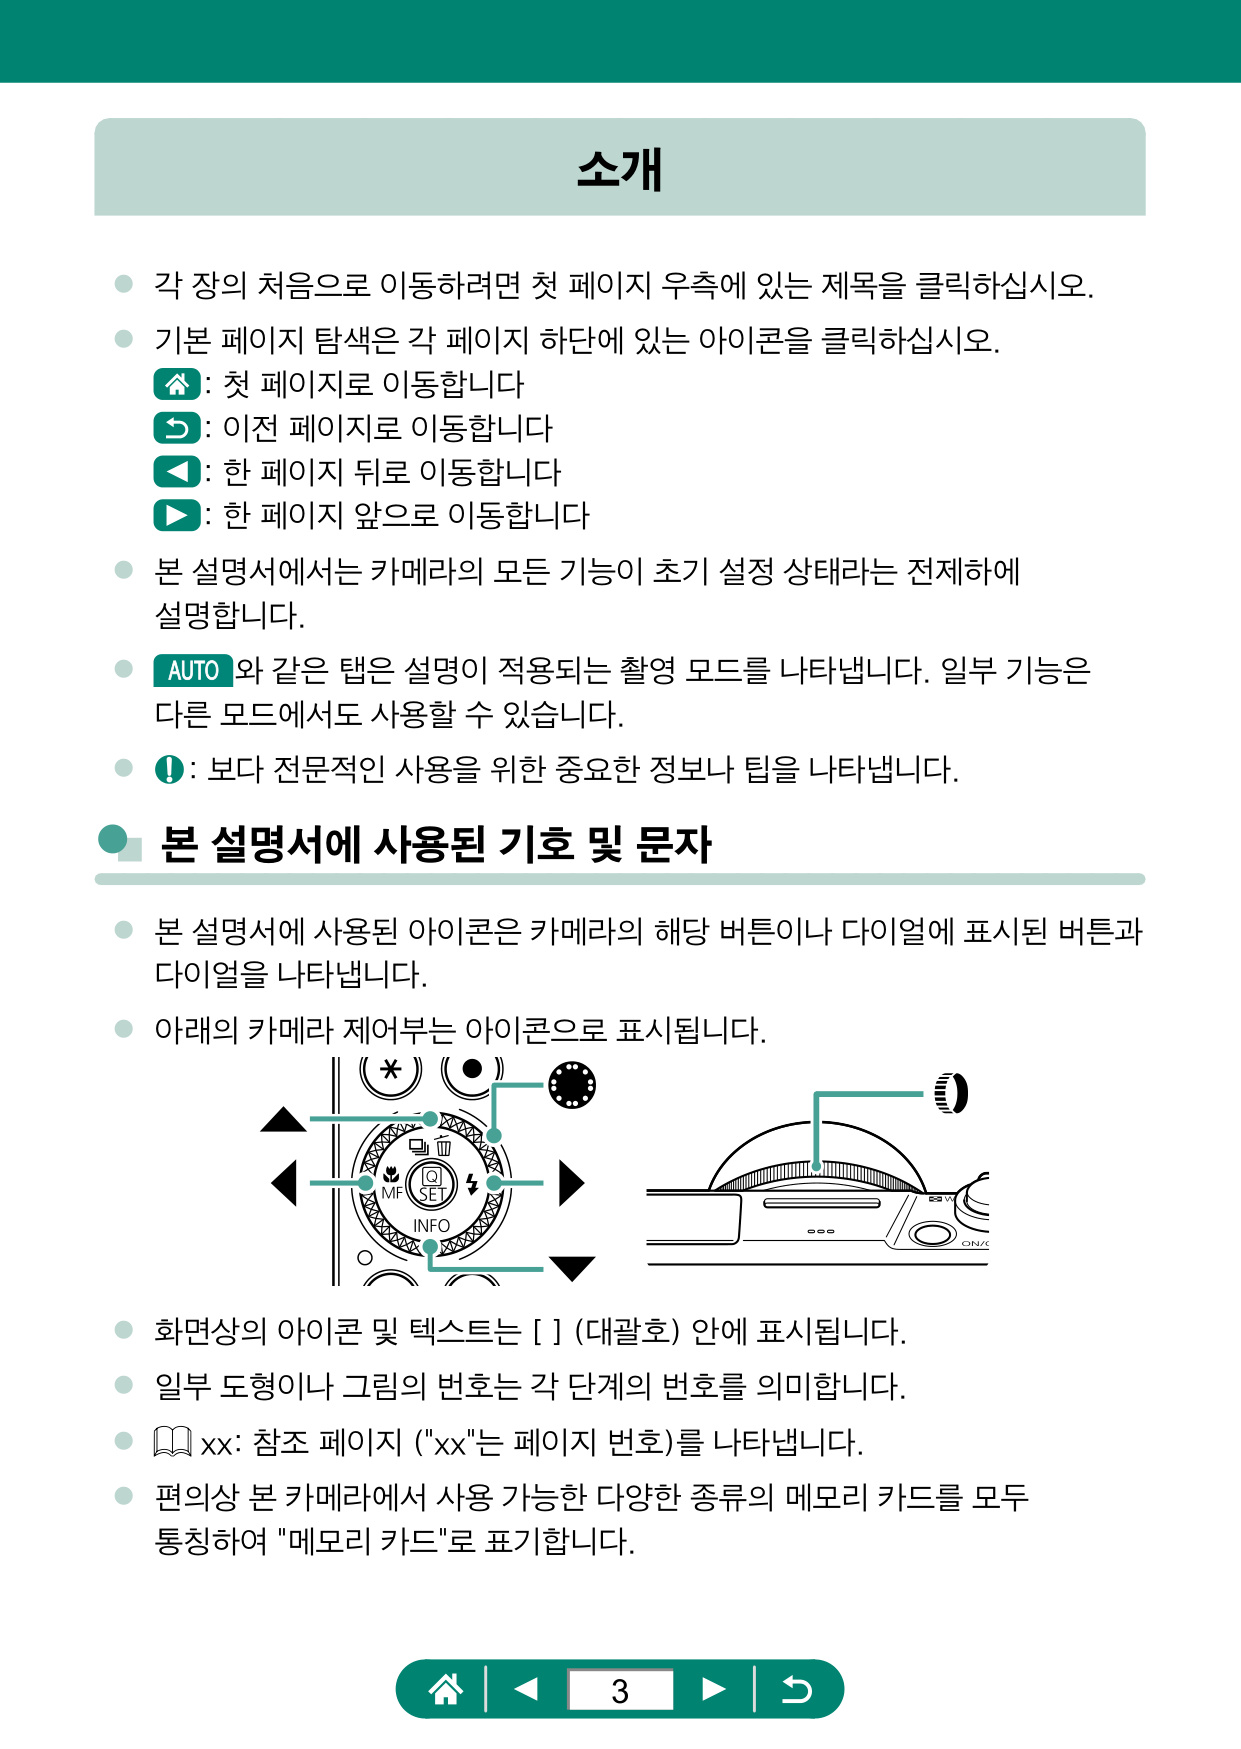 소개
각 장의 처음으로 이동하려면 첫 페이지 우측에 있는 제목을 클릭하십시오.
기본 페이지 탐색은 각 페이지 하단에 있는 아이콘을 클릭하십시오.
: 첫 페이지로 이동합니다
: 이전 페이지로 이동합니다
: 한 페이지 뒤로 이동합니다
: 한 페이지 앞으로 이동합니다
본 설명서에서는 카메라의 모든 기능이 초기 설정 상태라는 전제하에
설명합니다.
AUTO와 같은 탭은 설명이 적용되는 촬영 모드를 나타냅니다. 일부 기능은
다른 모드에서도 사용할 수 있습니다.
: 보다 전문적인 사용을 위한 중요한 정보나 팁을 나타냅니다.
본 설명서에 사용된 기호 및 문자
본 설명서에 사용된 아이콘은 카메라의 해당 버튼이나 다이얼에 표시된 버튼과
다이얼을 나타냅니다.
아래의 카메라 제어부는 아이콘으로 표시됩니다.
MF
Q
SET
INFO
W
ON/
화면상의 아이콘 및 텍스트는 [ ] (대괄호) 안에 표시됩니다.
일부 도형이나 그림의 번호는 각 단계의 번호를 의미합니다.
xx: 참조 페이지 ("xx"는 페이지 번호)를 나타냅니다.
편의상 본 카메라에서 사용 가능한 다양한 종류의 메모리 카드를 모두
통칭하여 "메모리 카드"로 표기합니다.
3